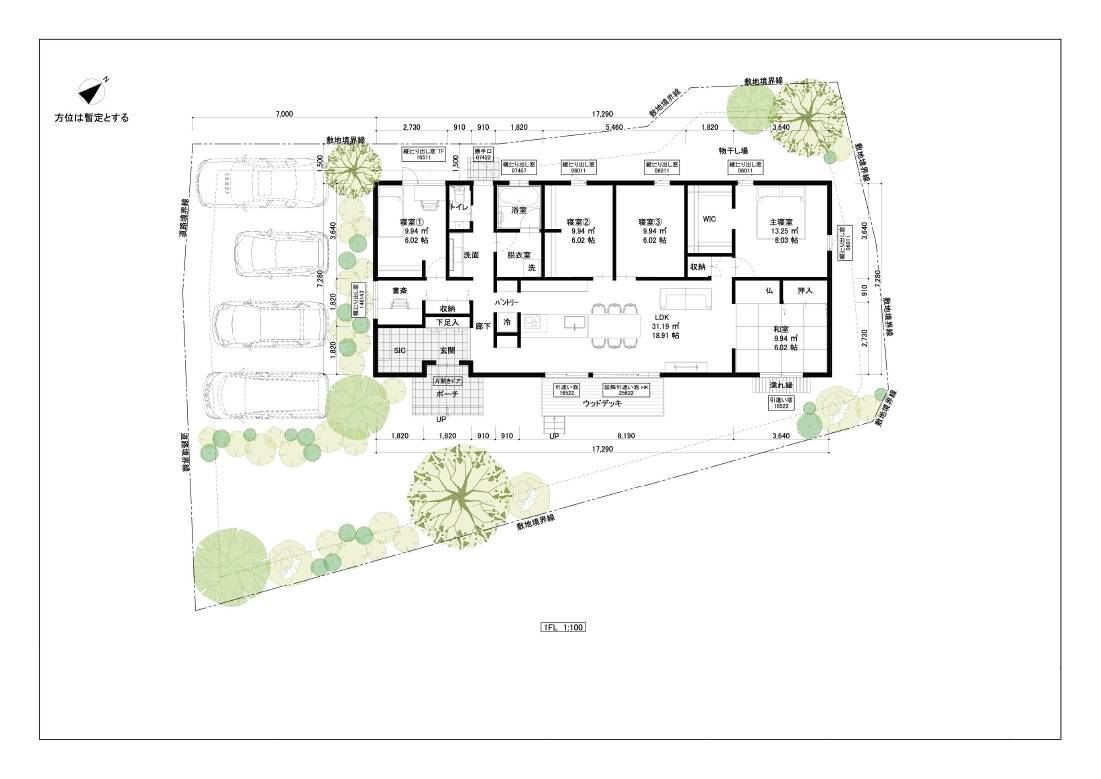 N
方位は暫定とする
敷地境界線
敷地境界線
7,000
17,290
2,730
910
910
1,820
5,460
1,820
3,640
敷地境界線
縦すべり出し窓 TF
16511
1,500
1,500
勝手口
07422
横すべり出し窓
07407
縦すべり出し窓
06011
縦すべり出し窓
06011
物干し場
縦すべり出し窓
06011
敷地境界線
道路境界線
トイレ
浴室
寝室①
9.94 ㎡
6.02 帖
寝室②
9.94 ㎡
6.02 帖
寝室③
9.94 ㎡
6.02 帖
WIC
主寝室
13.25 ㎡
8.03 帖
3,640
7,280
1,820
1,820
縦すべり出し窓
06011
3,640
7,280
910
2,730
洗面
脱衣室
洗
収納
書斎
収納
パントリー
冷
LDK
31.19 ㎡
18.91 帖
仏
押入
下足入
廊下
和室
9.94 ㎡
6.02 帖
SIC
玄関
敷地境界線
片開きドア
ポーチ
UP
引違い窓
16522
装飾引違い窓 HK
25622
ウッドデッキ
濡れ縁
引違い窓
16522
敷地境界線
UP
道路境界線
1,820
1,820
910
910
8,190
3,640
17,290
敷地境界線
1FL 1:100